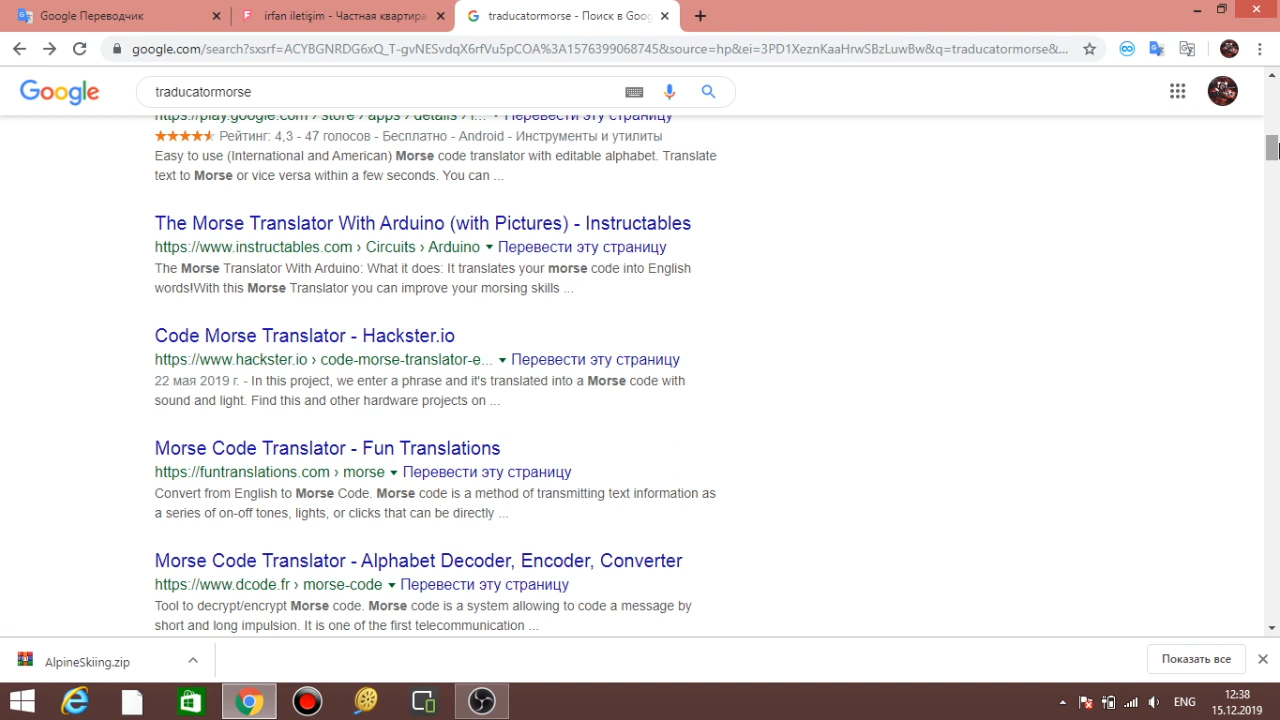 Google Переводчик
irfan iletişim - Частная квартира
traducatormorse - Поиск в Goog
google.com/search?sxsrf=ACYBGNRDG6xQ_T-gvNESvdqX6rfVu5pCOA%3A1576399068745&source=hp&ei=3PD1XeznKaaHrwSBzLuwBw&q=traducatormorse&...
Google
traducatormorse
https://play.google.com › store › apps › details › ... Перевести эту страницу
Рейтинг: 4,3 - 47 голосов - Бесплатно - Android - Инструменты и утилиты
Easy to use (International and American) Morse code translator with editable alphabet. Translate
text to Morse or vice versa within a few seconds. You can ...
The Morse Translator With Arduino (with Pictures) - Instructables
https://www.instructables.com › Circuits › Arduino Перевести эту страницу
The Morse Translator With Arduino: What it does: It translates your morse code into English
words!With this Morse Translator you can improve your morsing skills ...
Code Morse Translator - Hackster.io
https://www.hackster.io › code-morse-translator-e... Перевести эту страницу
22 мая 2019 г. - In this project, we enter a phrase and it's translated into a Morse code with
sound and light. Find this and other hardware projects on ...
Morse Code Translator - Fun Translations
https://funtranslations.com › morse Перевести эту страницу
Convert from English to Morse Code. Morse code is a method of transmitting text information as
a series of on-off tones, lights, or clicks that can be directly ...
Morse Code Translator - Alphabet Decoder, Encoder, Converter
https://www.dcode.fr › morse-code Перевести эту страницу
Tool to decrypt/encrypt Morse code. Morse code is a system allowing to code a message by
short and long impulsion. It is one of the first telecommunication ...
AlpineSkiing.zip
Показать все
ENG
12:38
15.12.2019